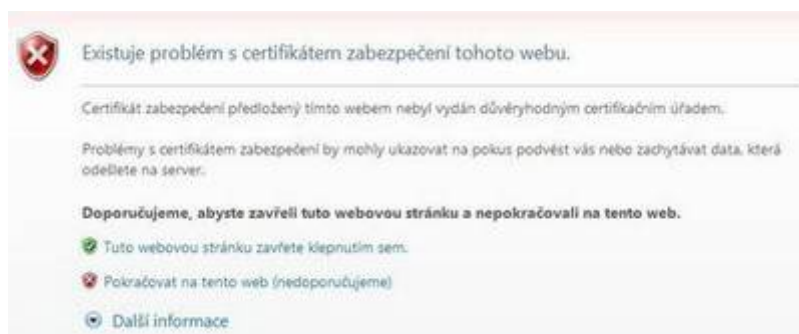 Existuje problém s certifikátem zabezpečení tohoto webu.
Certifikát zabezpečení předložený tímto webem nebyl vydán důvěryhodným certifikačním úřadem.
Problémy s certifikátem zabezpečení by mohly ukazovat na pokus podvést vás nebo zachytávat data, která
odešlete na server.
Doporučujeme, abyste zavřeli tuto webovou stránku a nepokračovali na tento web.
Tuto webovou stránku zavřete klepnutím sem.
Pokračovat na tento web (nedoporučujeme)
Další informace